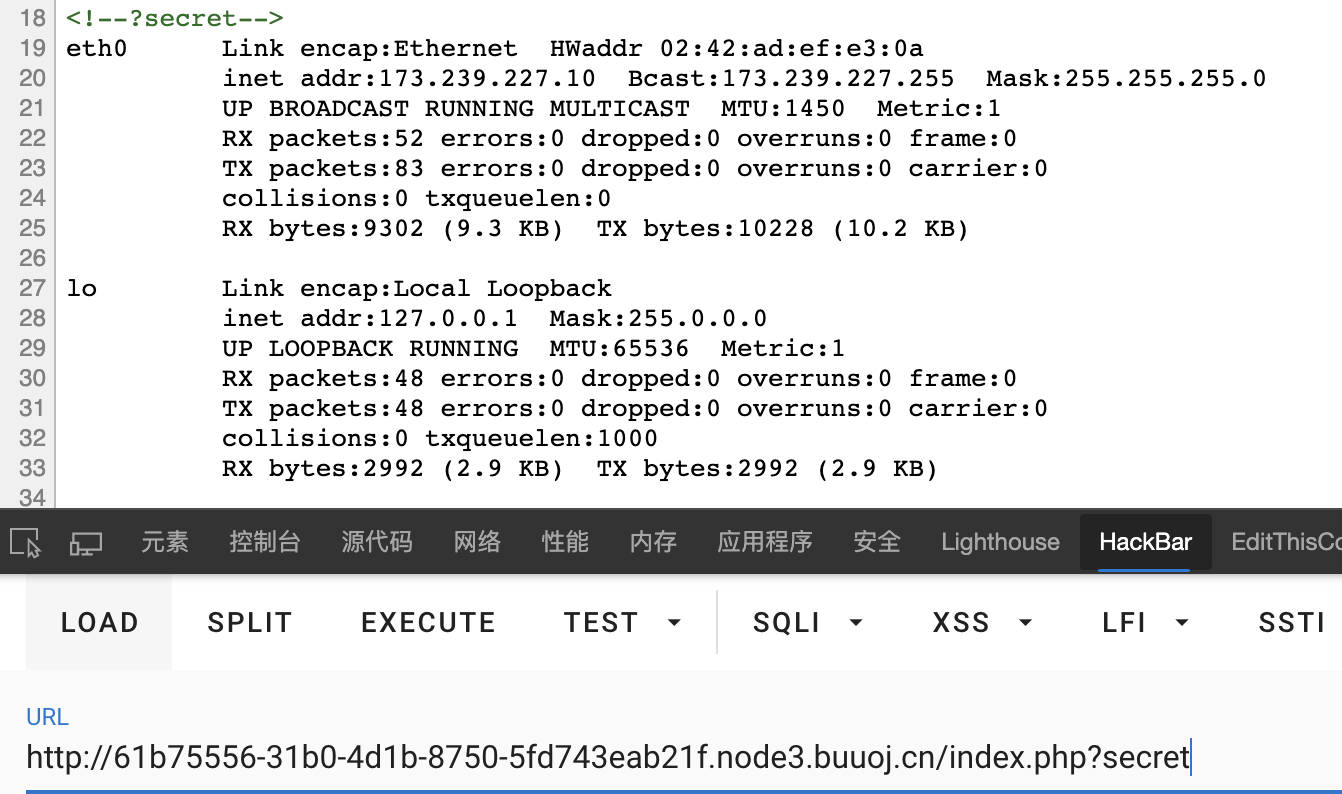 18 <!--?secret-->
19 eth0 Link encap:Ethernet HWaddr 02:42:ad:ef:e3:0a
20 inet addr:173.239.227.10 Bcast:173.239.227.255 Mask:255.255.255.0
21 UP BROADCAST RUNNING MULTICAST MTU:1450 Metric:1
22 RX packets:52 errors:0 dropped:0 overruns:0 frame:0
23 TX packets:83 errors:0 dropped:0 overruns:0 carrier:0
24 collisions:0 txqueuelen:0
25 RX bytes:9302 (9.3 KB) TX bytes:10228 (10.2 KB)
26
27 lo Link encap:Local Loopback
28 inet addr:127.0.0.1 Mask:255.0.0.0
29 UP LOOPBACK RUNNING MTU:65536 Metric:1
30 RX packets:48 errors:0 dropped:0 overruns:0 frame:0
31 TX packets:48 errors:0 dropped:0 overruns:0 carrier:0
32 collisions:0 txqueuelen:1000
33 RX bytes:2992 (2.9 KB) TX bytes:2992 (2.9 KB)
34
元素 控制台 源代码 网络 性能 内存 应用程序 安全 Lighthouse HackBar EditThisCo
LOAD SPLIT EXECUTE TEST SQLI XSS LFI SSTI
URL
http://61b75556-31b0-4d1b-8750-5fd743eab21f.node3.buuoj.cn/index.php?secret